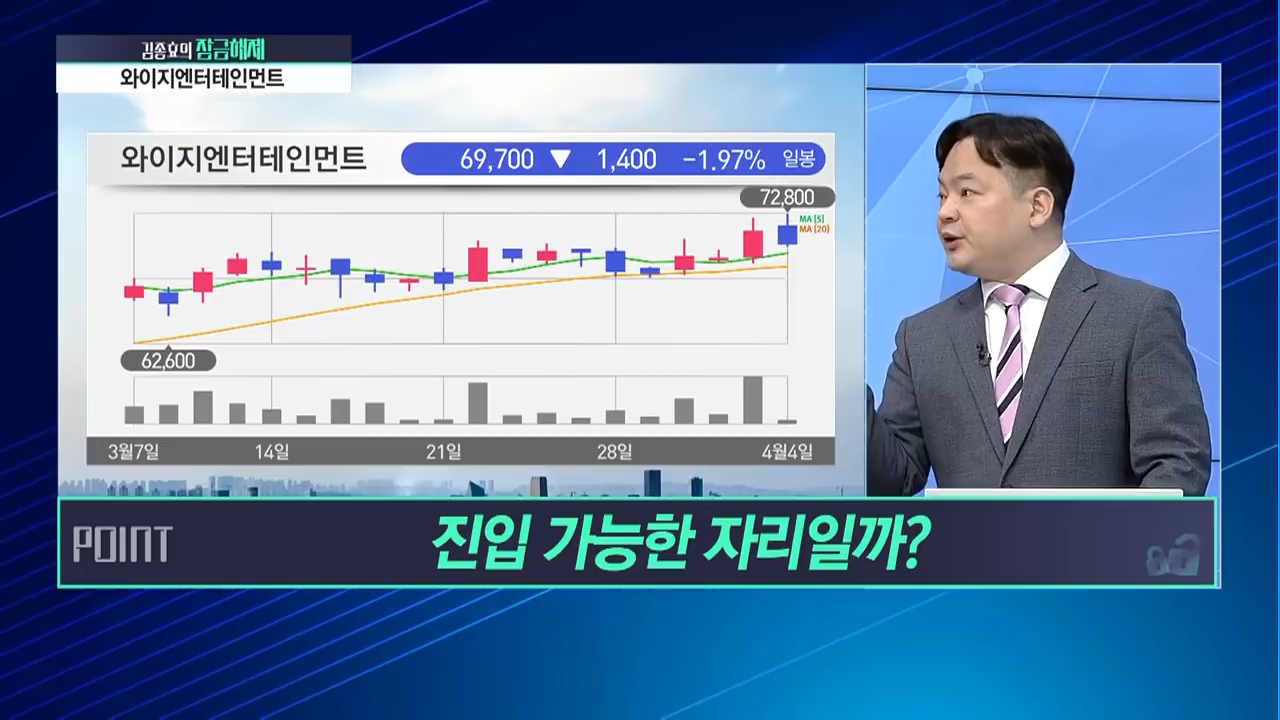 김종효의 잠금해제
와이지엔터테인먼트
와이지엔터테인먼트 69,700 ▼ 1,400 -1.97% 일봉
72,800
MA [5]
MA [20]
62,600
3월7일 14일 21일 28일 4월4일
POINT 진입 가능한 자리일까?